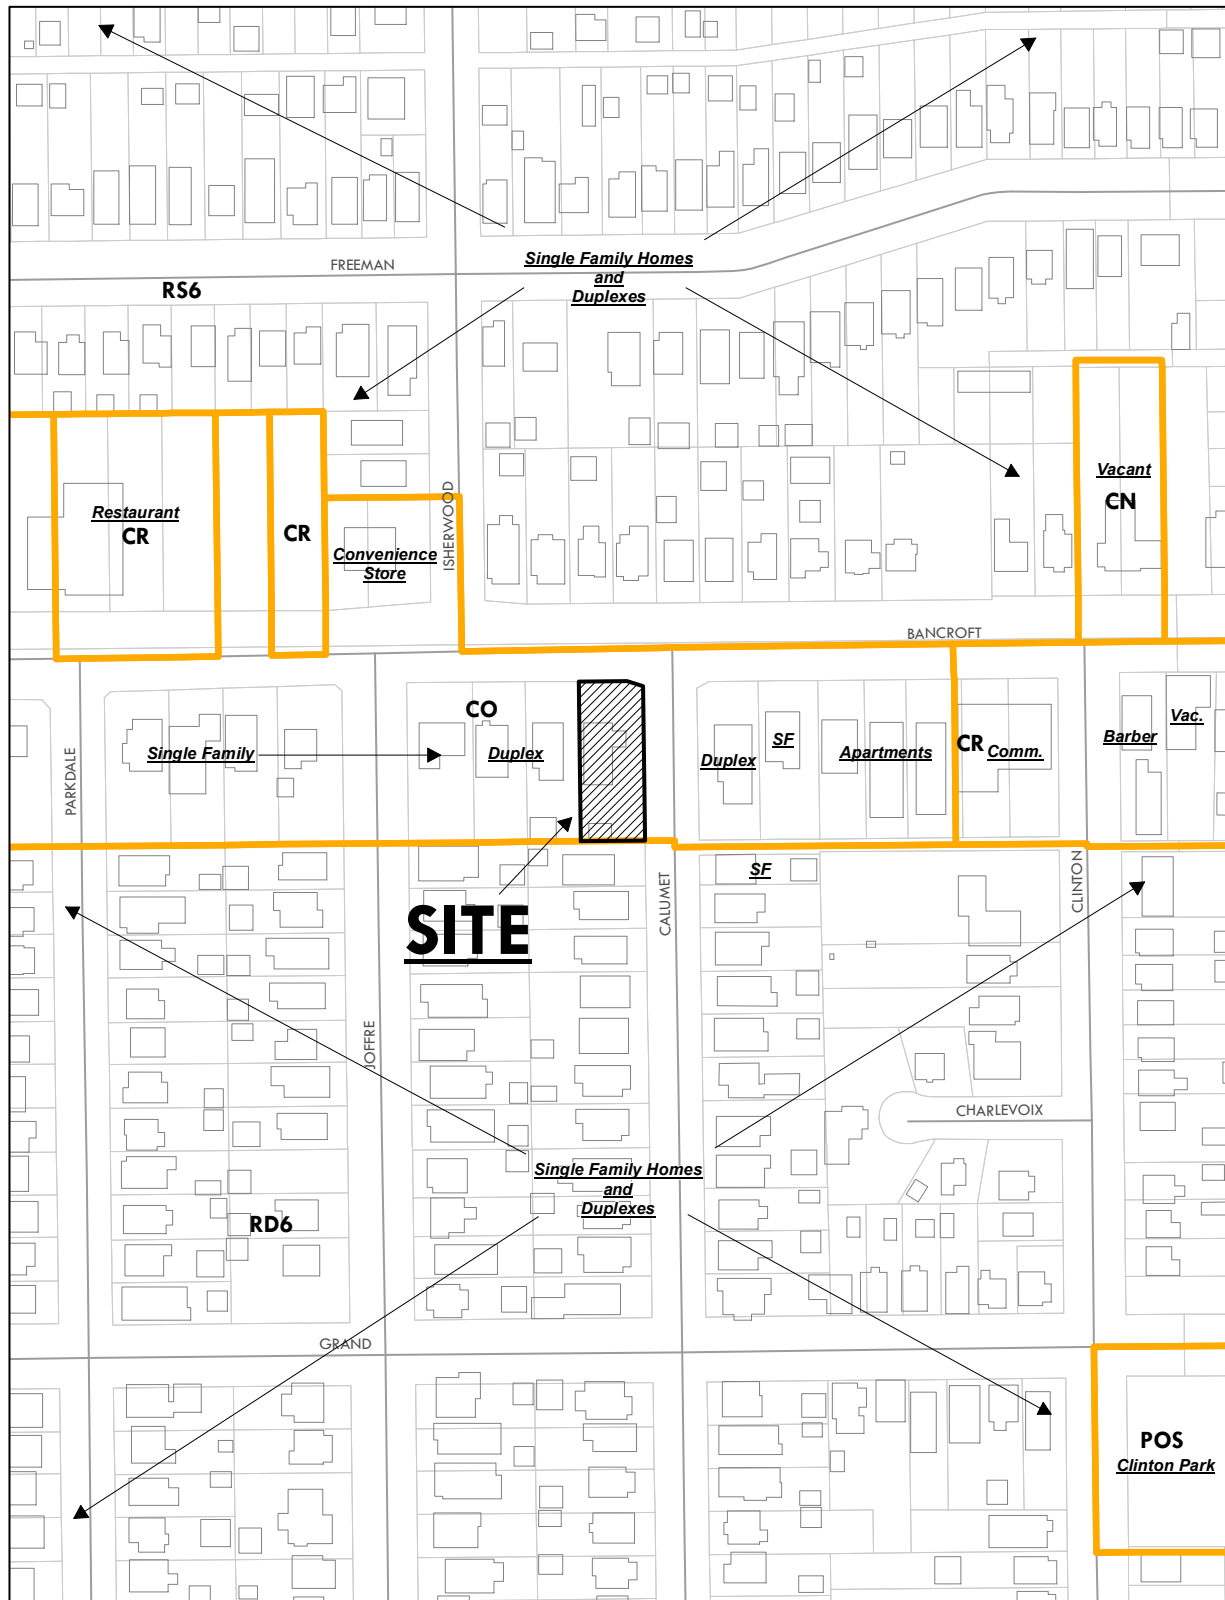 FREEMAN
Single Family Homes
and
Duplexes
RS6
Restaurant
CR
CR
Convenience
Store
ISHERWOOD
Vacant
CN
BANCROFT
PARKDALE
Single Family
CO
Duplex
Duplex
SF
Apartments
CR
Comm.
Barber
Vac.
SITE
CALUMET
SF
CLINTON
JOFFRE
CHARLEVOIX
Single Family Homes
and
Duplexes
RD6
GRAND
POS
Clinton Park